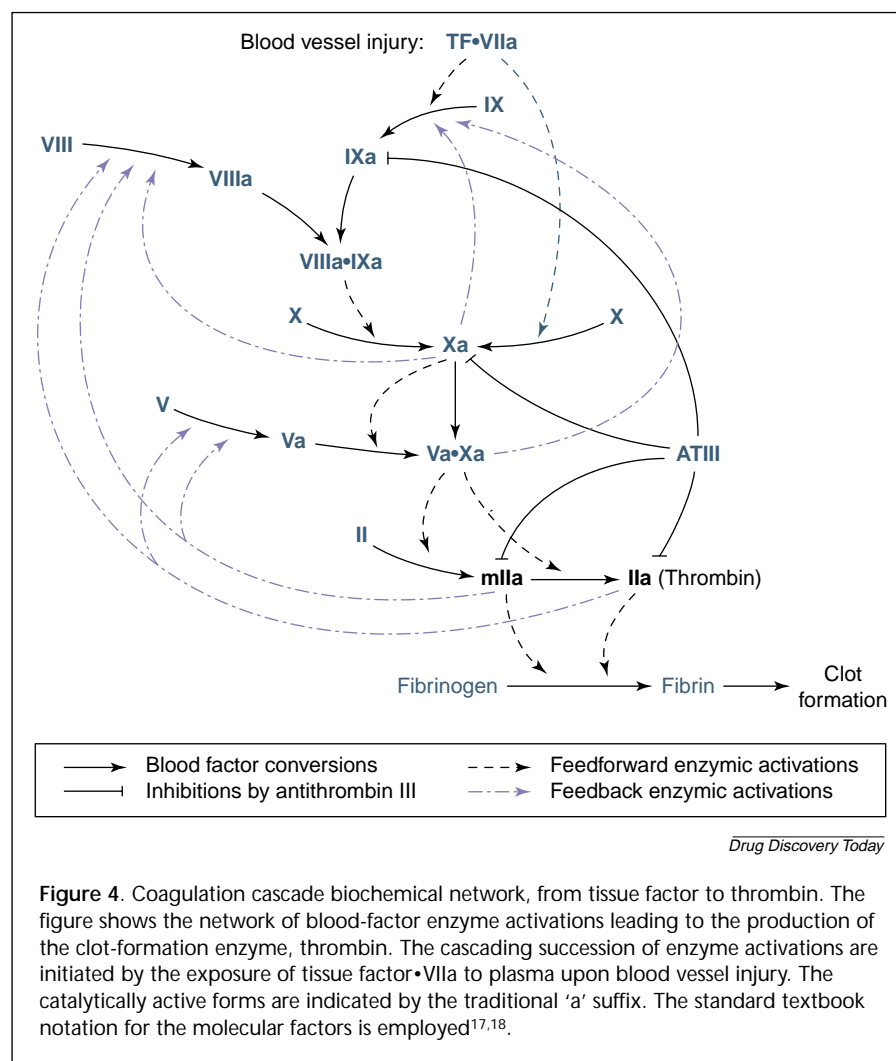 Blood vessel injury: TF•VIIa
IX
VIII
IXa
VIIIa
VIIIa•IXa
X
X
Xa
V
Va
Va•Xa
ATIII
II
mIIa
IIa (Thrombin)
Fibrinogen
Fibrin
Clot
formation
Blood factor conversions
Feedforward enzymic activations
Inhibitions by antithrombin III
Feedback enzymic activations
Drug Discovery Today
Figure 4. Coagulation cascade biochemical network, from tissue factor to thrombin. The
figure shows the network of blood-factor enzyme activations leading to the production of
the clot-formation enzyme, thrombin. The cascading succession of enzyme activations are
initiated by the exposure of tissue factor•VIIa to plasma upon blood vessel injury. The
catalytically active forms are indicated by the traditional 'a' suffix. The standard textbook
notation for the molecular factors is employed17,18.